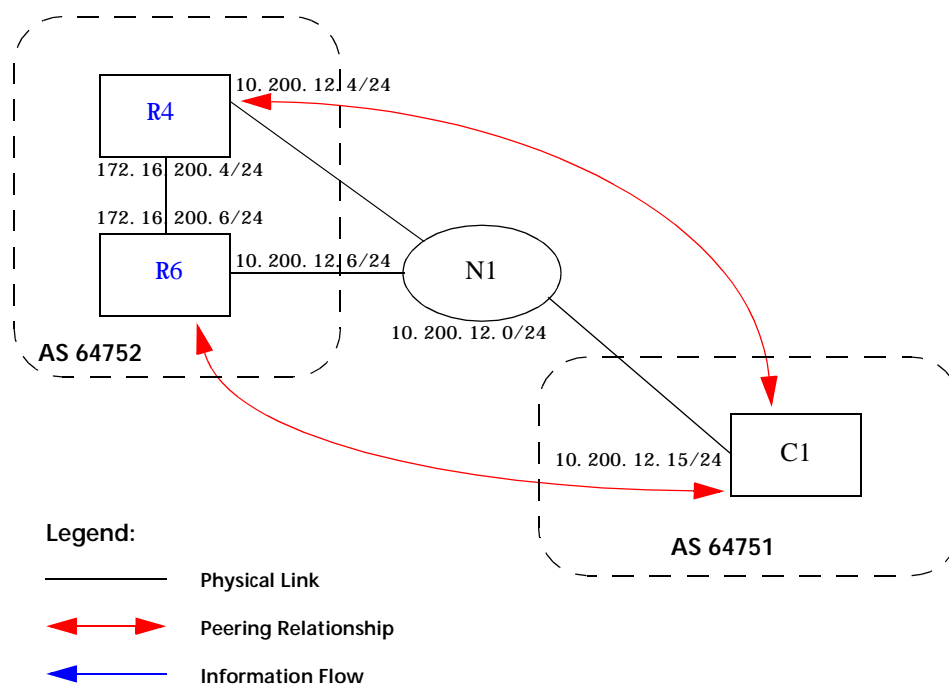 10.200.12.4/24
R4
172.16.200.4/24
172.16.200.6/24
R6
10.200.12.6/24
N1
10.200.12.0/24
AS 64752
10.200.12.15/24
C1
AS 64751
Legend:
Physical Link
Peering Relationship
Information Flow